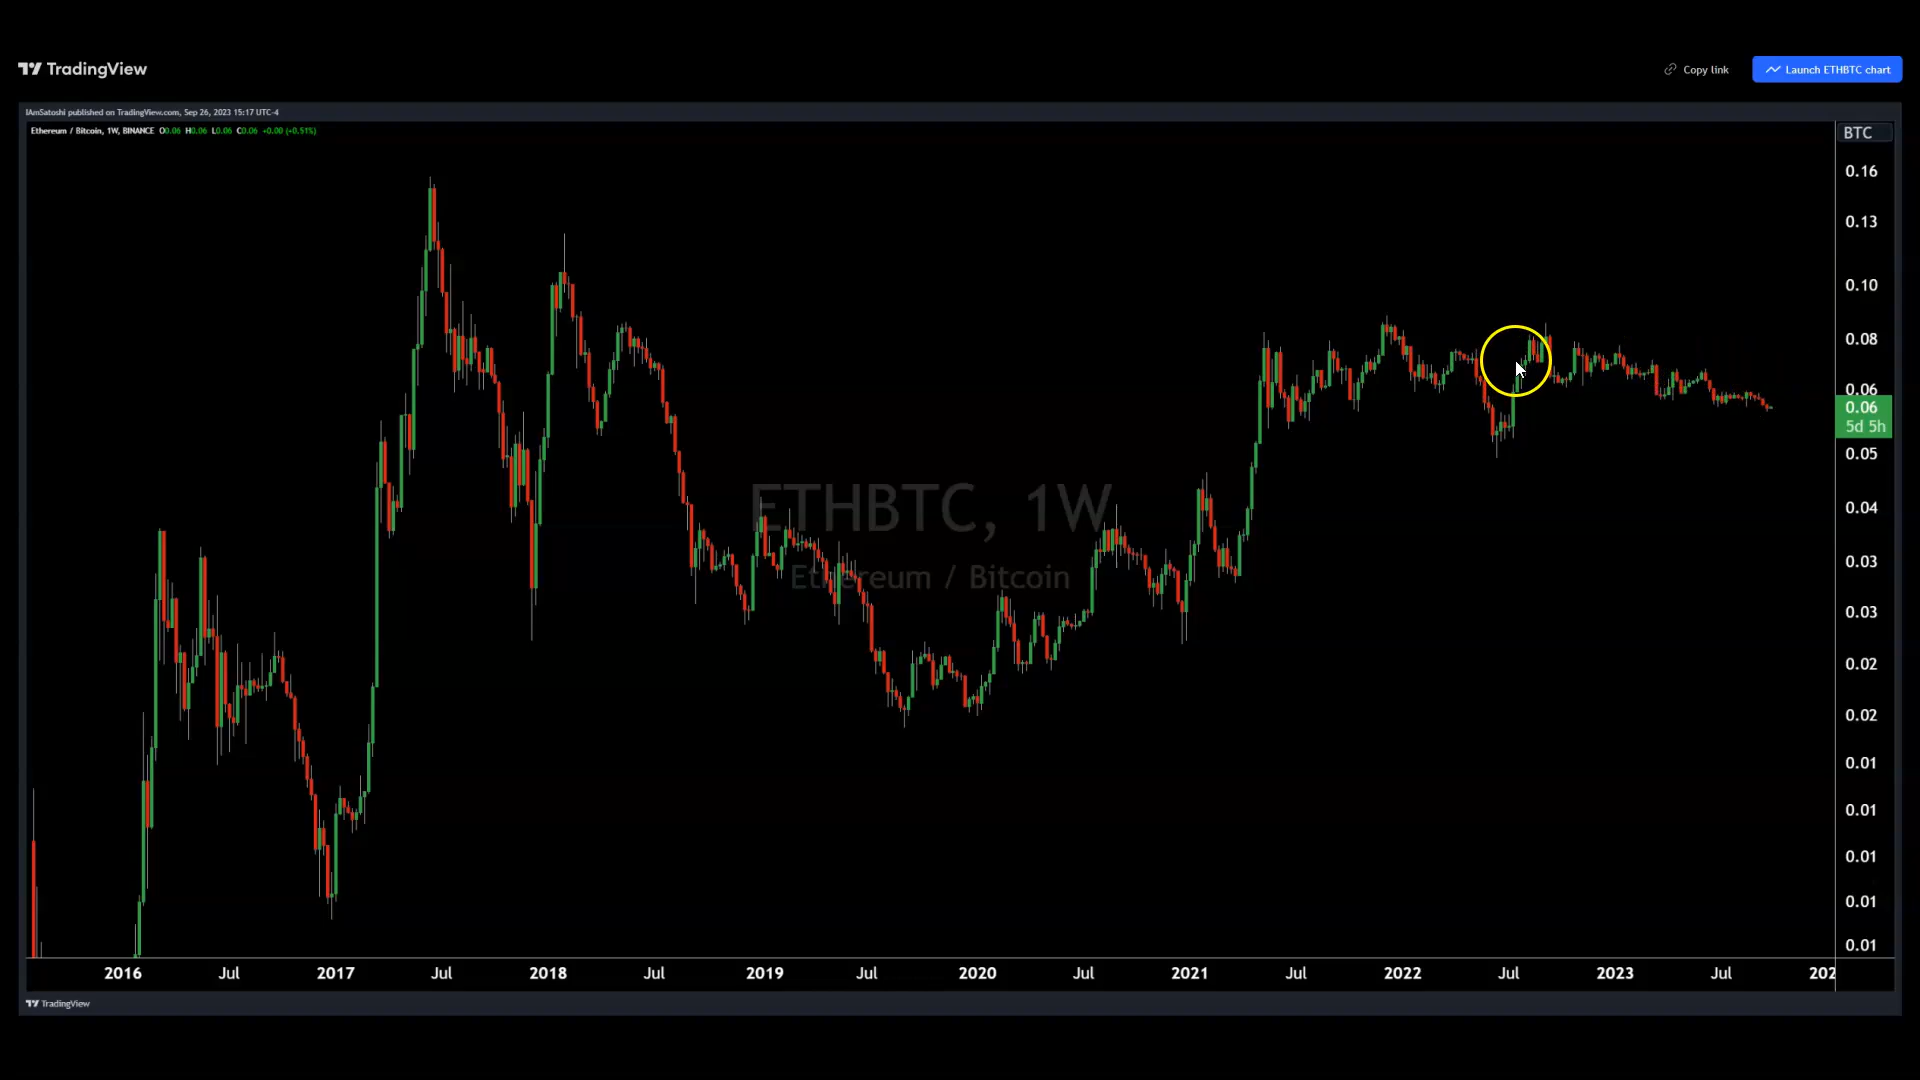 TradingView
Copy link
Launch ETHBTC chart
IAmSatoshi published on TradingView.com, Sep 26, 2023 15:17 UTC-4
Ethereum / Bitcoin, 1W, BINANCE O0.06 H0.06 L0.06 C0.06 +0.00 (+0.51%)
BTC
0.16
0.13
0.10
0.08
0.06
0.06
5d 5h
0.05
0.04
0.03
0.03
0.02
0.02
0.01
0.01
0.01
0.01
0.01
ETHBTC, 1W
Ethereum / Bitcoin
2016 Jul 2017 Jul 2018 Jul 2019 Jul 2020 Jul 2021 Jul 2022 Jul 2023 Jul 202
TradingView